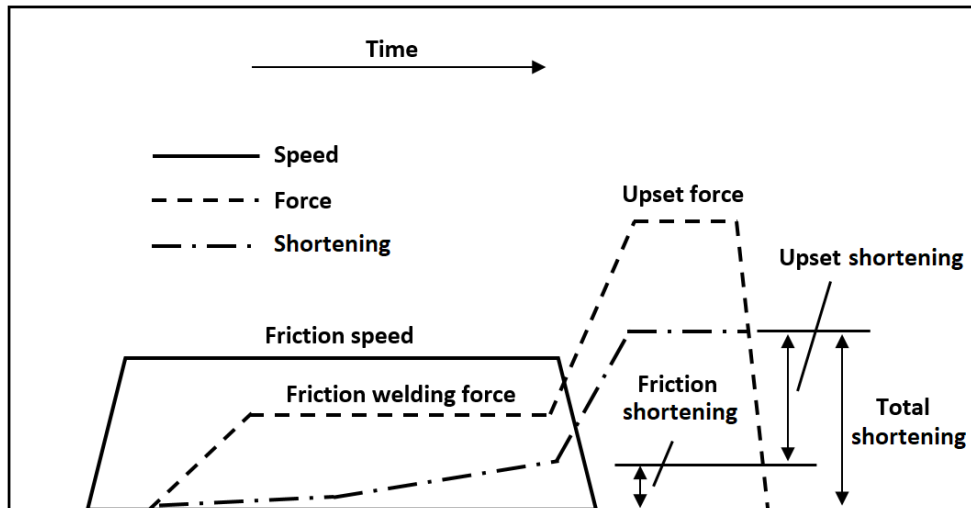 Time
Speed
Force
Shortening
Upset force
Upset shortening
Friction speed
Friction welding force
Friction
shortening
Total
shortening